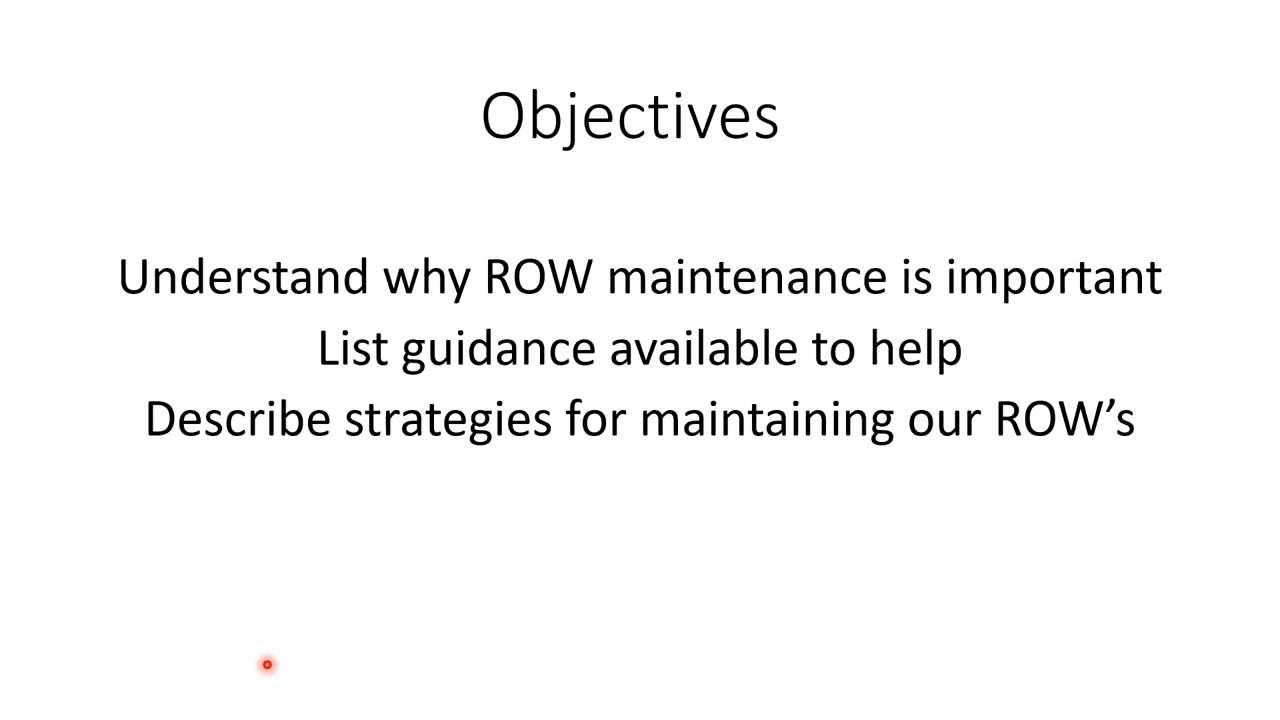 Objectives
Understand why ROW maintenance is important
List guidance available to help
Describe strategies for maintaining our ROW’s